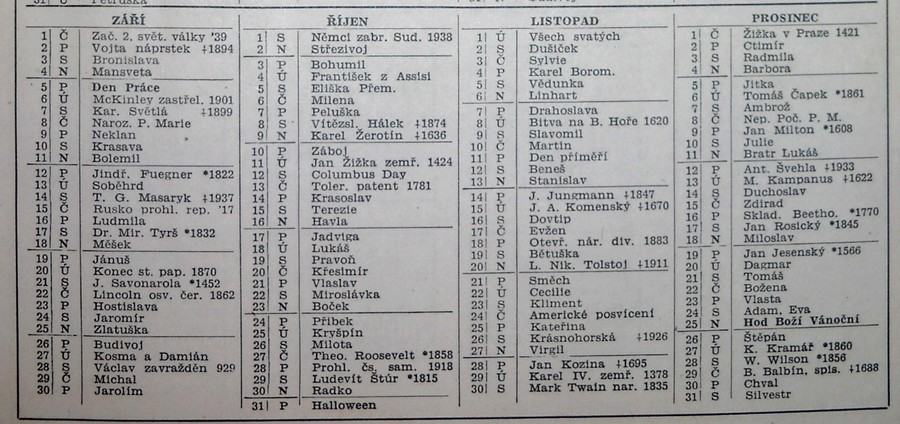 ZÁŘÍ
1 Č Zač. 2. svět. války '39
2 P Vojta náprstek ‡1894
3 S Bronislava
4 N Mansveta
5 P Den Práce
6 Ú McKinley zastřel. 1901
7 S Kar. Světlá ‡1899
8 Č Naroz. P. Marie
9 P Neklan
10 S Krasava
11 N Bolemil
12 P Jindř. Fuegner *1822
13 Ú Soběhrd
14 S T. G. Masaryk ‡1937
15 Č Rusko prohl. rep. '17
16 P Ludmila
17 S Dr. Mir. Tyrš *1832
18 N Měšek
19 P Jánuš
20 Ú Konec st. pap. 1870
21 S J. Savonarola *1452
22 Č Lincoln osv. čer. 1862
23 P Hostislava
24 S Jaromír
25 N Zlatuška
26 P Budivoj
27 Ú Kosma a Damián
28 S Václav zavražděn 929
29 Č Michal
30 P Jarolím
ŘÍJEN
1 S Němci zabr. Sud. 1938
2 N Střezivoj
3 P Bohumil
4 Ú František z Assisi
5 S Eliška Přem.
6 Č Milena
7 P Peluška
8 S Vítězsl. Hálek ‡1874
9 N Karel Žerotín ‡1636
10 P Záboj
11 Ú Jan Žižka zemř. 1424
12 S Columbus Day
13 Č Toler. patent 1781
14 P Krasoslav
15 S Terezie
16 N Havla
17 P Jadviga
18 Ú Lukáš
19 S Pravoň
20 Č Křesimír
21 P Vlaslav
22 S Miroslávka
23 N Boček
24 P Přibek
25 Ú Kryšpín
26 S Milota
27 Č Theo. Roosevelt *1858
28 P Prohl. čs. sam. 1918
29 S Ludevít Štúr *1815
30 N Radko
31 P Halloween
LISTOPAD
1 Ú Všech svatých
2 S Dušiček
3 Č Sylvie
4 P Karel Borom.
5 S Vědunka
6 N Linhart
7 P Drahoslava
8 Ú Bitva na B. Hoře 1620
9 S Slavomil
10 Č Martin
11 P Den příměří
12 S Beneš
13 N Stanislav
14 P J. Jungmann ‡1847
15 Ú J. A. Komenský ‡1670
16 S Dovtip
17 Č Evžen
18 P Otevř. nár. div. 1883
19 S Bětuška
20 N L. Nik. Tolstoj ‡1911
21 P Směch
22 Ú Cecilie
23 S Kliment
24 Č Americké posvícení
25 P Kateřina
26 S Krásnohorská ‡1926
27 N Virgil
28 P Jan Kozina ‡1695
29 Ú Karel IV. zemř. 1378
30 S Mark Twain nar. 1835
PROSINEC
1 Č Žižka v Praze 1421
2 P Ctimír
3 S Radmila
4 N Barbora
5 P Jitka
6 Ú Tomáš Čapek *1861
7 S Ambrož
8 Č Nep. Poč. P. M.
9 P Jan Milton *1608
10 S Julie
11 N Bratr Lukáš
12 P Ant. Švehla ‡1933
13 Ú M. Kampanus ‡1622
14 S Duchoslav
15 Č Zdirad
16 P Sklad. Beetho. *1770
17 S Jan Rosický *1845
18 N Miloslav
19 P Jan Jesenský *1566
20 Ú Dagmar
21 S Tomáš
22 Č Božena
23 P Vlasta
24 S Adam, Eva
25 N Hod Boží Vánoční
26 P Štěpán
27 Ú K. Kramář *1860
28 S W. Wilson *1856
29 Č B. Balbín, spis. ‡1688
30 P Chval
31 S Silvestr